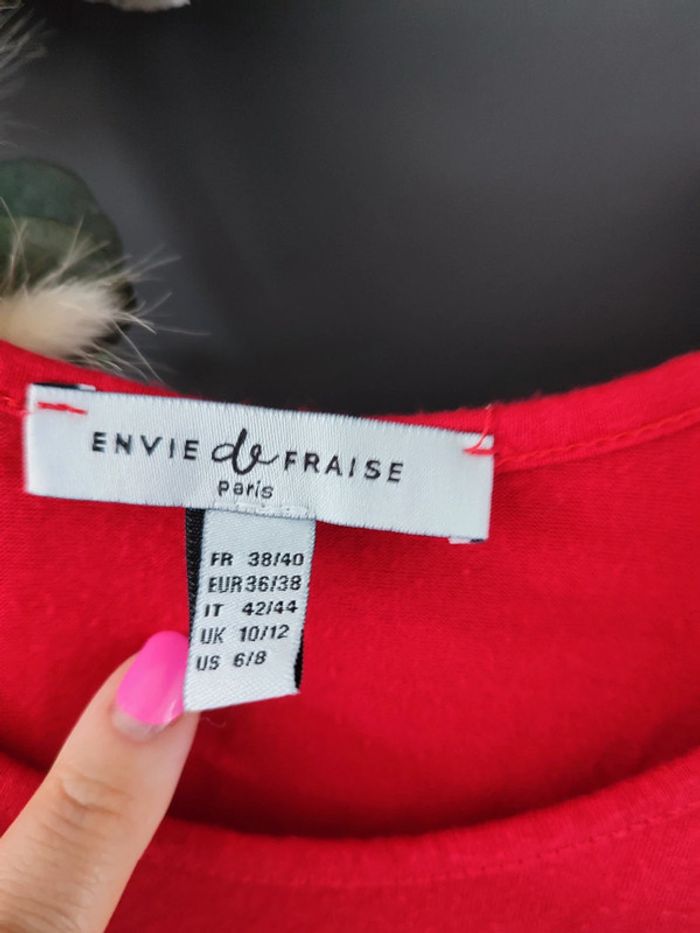 ENVIE de FRAISE
paris
FR 38/40
EUR 36/38
IT 42/44
UK 10/12
US 6/8